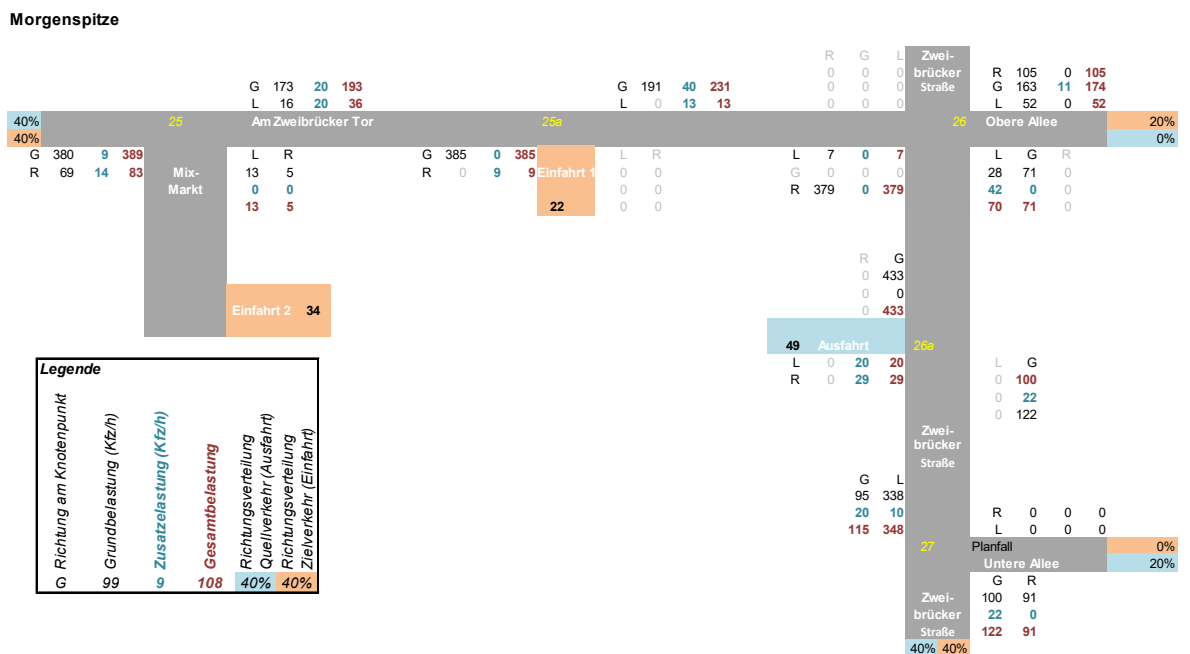 Morgenspitze
R G L Zwei-
0 0 0 brücker R 105 0 105
G 173 20 193 G 191 40 231 0 0 0 Straße G 163 11 174
L 16 20 36 L 0 13 13 0 0 0 L 52 0 52
40% 25 Am Zweibrücker Tor 25a 26 Obere Allee 20%
40% 0%
G 380 9 389 L R G 385 0 385 L R L 7 0 7 L G R
R 69 14 83 Mix- 13 5 R 0 9 9 Einfahrt 1 0 0 G 0 0 0 28 71 0
Markt 0 0 0 0 R 379 0 379 42 0 0
13 5 22 0 0 70 71 0
R G
0 433
0 0
Einfahrt 2 34 0 433
49 Ausfahrt 26a
L 0 20 20 L G
R 0 29 29 0 100
0 22
0 122
Legende
Richtung am Knotenpunkt
Grundbelastung (Kfz/h)
Zusatzelastung (Kfz/h)
Gesamtbelastung
Richtungsverteilung
Quellverkehr (Ausfahrt)
Richtungsverteilung
Zielverkehr (Einfahrt)
G 99 9 108 40% 40%
Zwei-
brücker
Straße
G L
95 338
20 10 R 0 0 0
115 348 L 0 0 0
27 Planfall 0%
Untere Allee 20%
G R
Zwei- 100 91
brücker 22 0
Straße 122 91
40% 40%